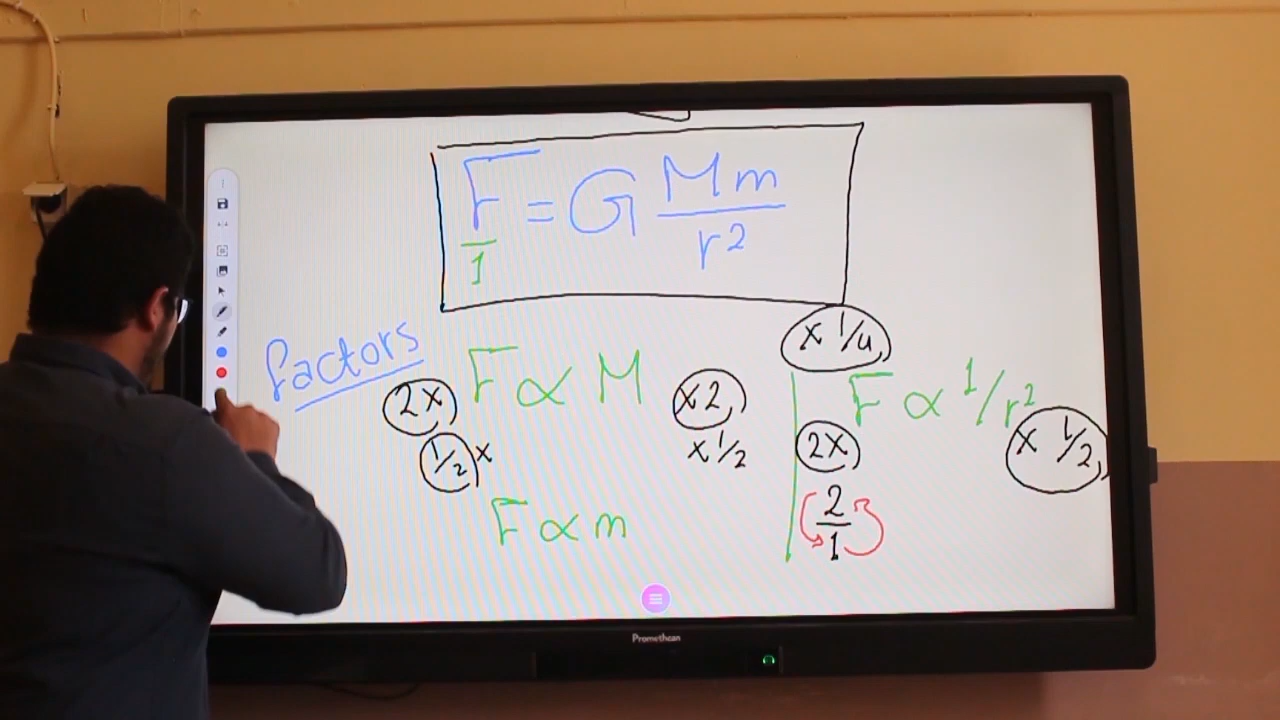 F/1 = G Mm/r²
factors
x 1/4
F ∝ M
F ∝ 1/r²
2x
x2
1/2 x
x 1/2
2x
x 1/2
F ∝ m
2/1
Promethean